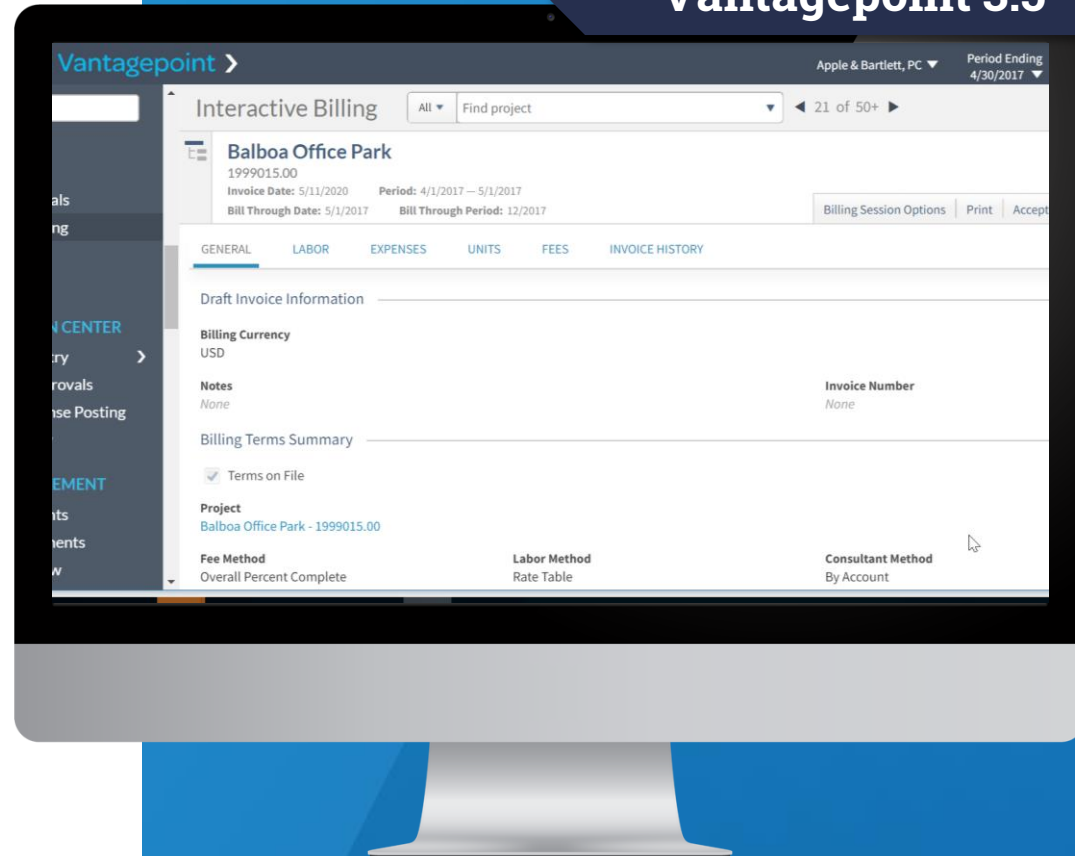 Vantagepoint 3.5
Vantagepoint
Apple & Bartlett, PC
Period Ending
4/30/2017
Interactive Billing
All
Find project
21 of 50+
Balboa Office Park
1999015.00
Invoice Date: 5/11/2020 Period: 4/1/2017 — 5/1/2017
Bill Through Date: 5/1/2017 Bill Through Period: 12/2017
Billing Session Options
Print
Accept
als
ng
N CENTER
try
rovals
nse Posting
EMENT
nts
nents
w
GENERAL
LABOR
EXPENSES
UNITS
FEES
INVOICE HISTORY
Draft Invoice Information
Billing Currency
USD
Notes
None
Invoice Number
None
Billing Terms Summary
Terms on File
Project
Balboa Office Park - 1999015.00
Fee Method
Overall Percent Complete
Labor Method
Rate Table
Consultant Method
By Account